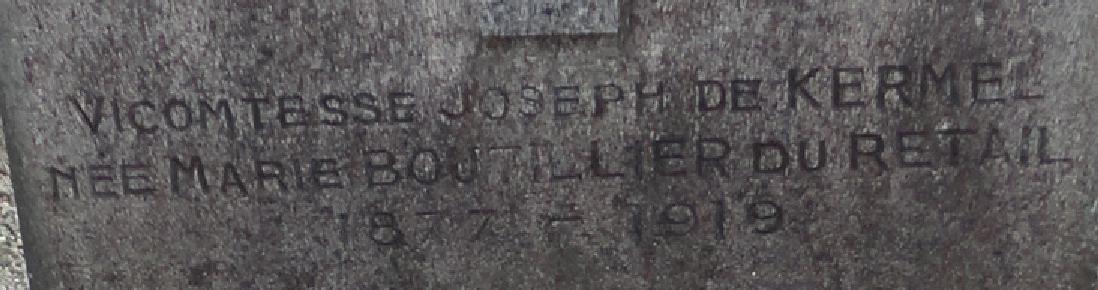 VICOMTESSE JOSEPH DE KERMEL
NÉE MARIE BOUTILLIER DU RETAIL
1877 - 1919